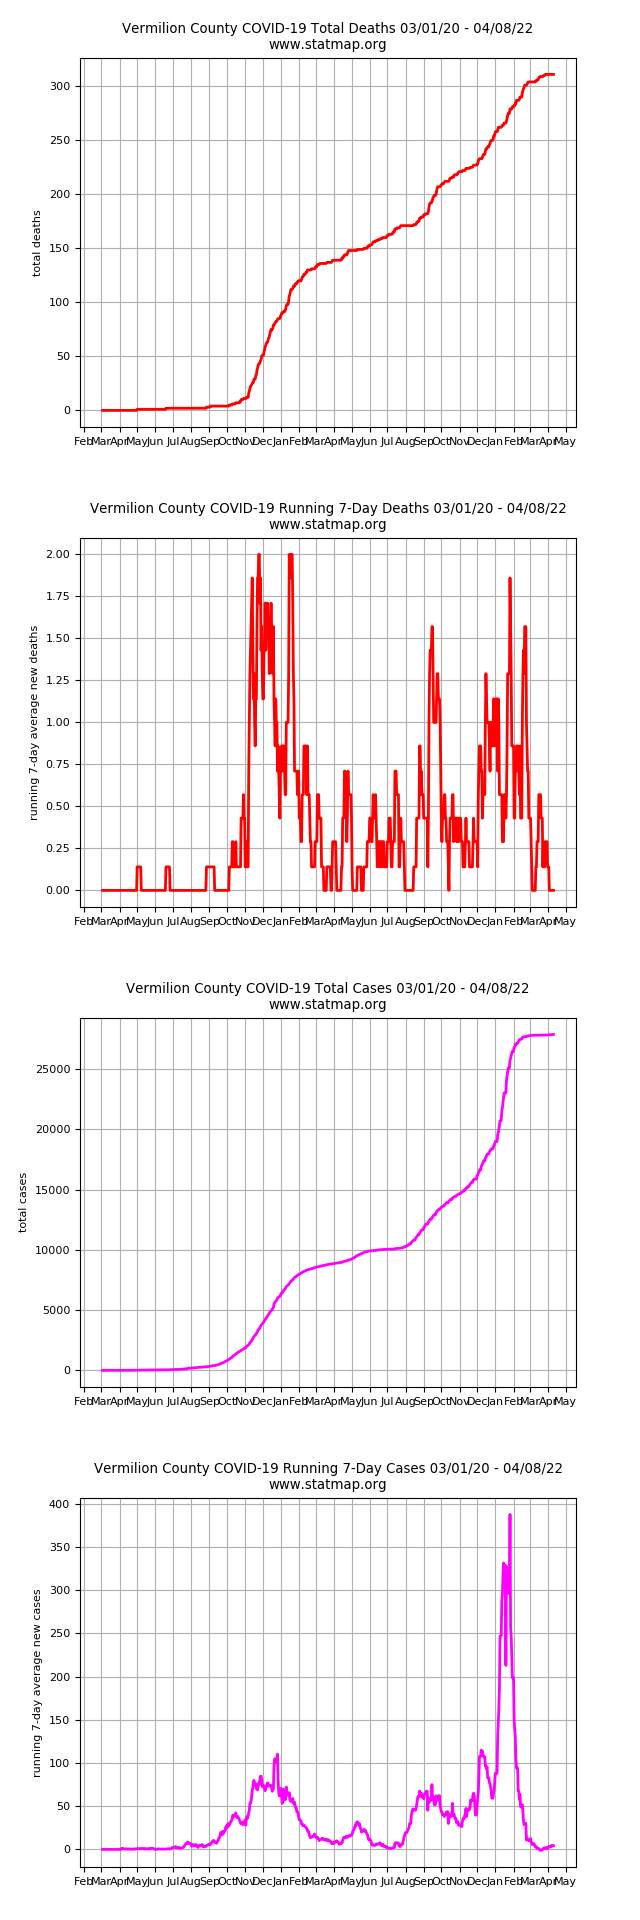 Vermilion County COVID-19 Total Deaths 03/01/20 - 04/08/22
www.statmap.org
300
250
200
150
100
50
0
total deaths
Feb Mar Apr May Jun Jul Aug Sep Oct Nov Dec Jan Feb Mar Apr May Jun Jul Aug Sep Oct Nov Dec Jan Feb Mar Apr May
Vermilion County COVID-19 Running 7-Day Deaths 03/01/20 - 04/08/22
www.statmap.org
2.00
1.75
1.50
1.25
1.00
0.75
0.50
0.25
0.00
running 7-day average new deaths
Feb Mar Apr May Jun Jul Aug Sep Oct Nov Dec Jan Feb Mar Apr May Jun Jul Aug Sep Oct Nov Dec Jan Feb Mar Apr May
Vermilion County COVID-19 Total Cases 03/01/20 - 04/08/22
www.statmap.org
25000
20000
15000
10000
5000
0
total cases
Feb Mar Apr May Jun Jul Aug Sep Oct Nov Dec Jan Feb Mar Apr May Jun Jul Aug Sep Oct Nov Dec Jan Feb Mar Apr May
Vermilion County COVID-19 Running 7-Day Cases 03/01/20 - 04/08/22
www.statmap.org
400
350
300
250
200
150
100
50
0
running 7-day average new cases
Feb Mar Apr May Jun Jul Aug Sep Oct Nov Dec Jan Feb Mar Apr May Jun Jul Aug Sep Oct Nov Dec Jan Feb Mar Apr May